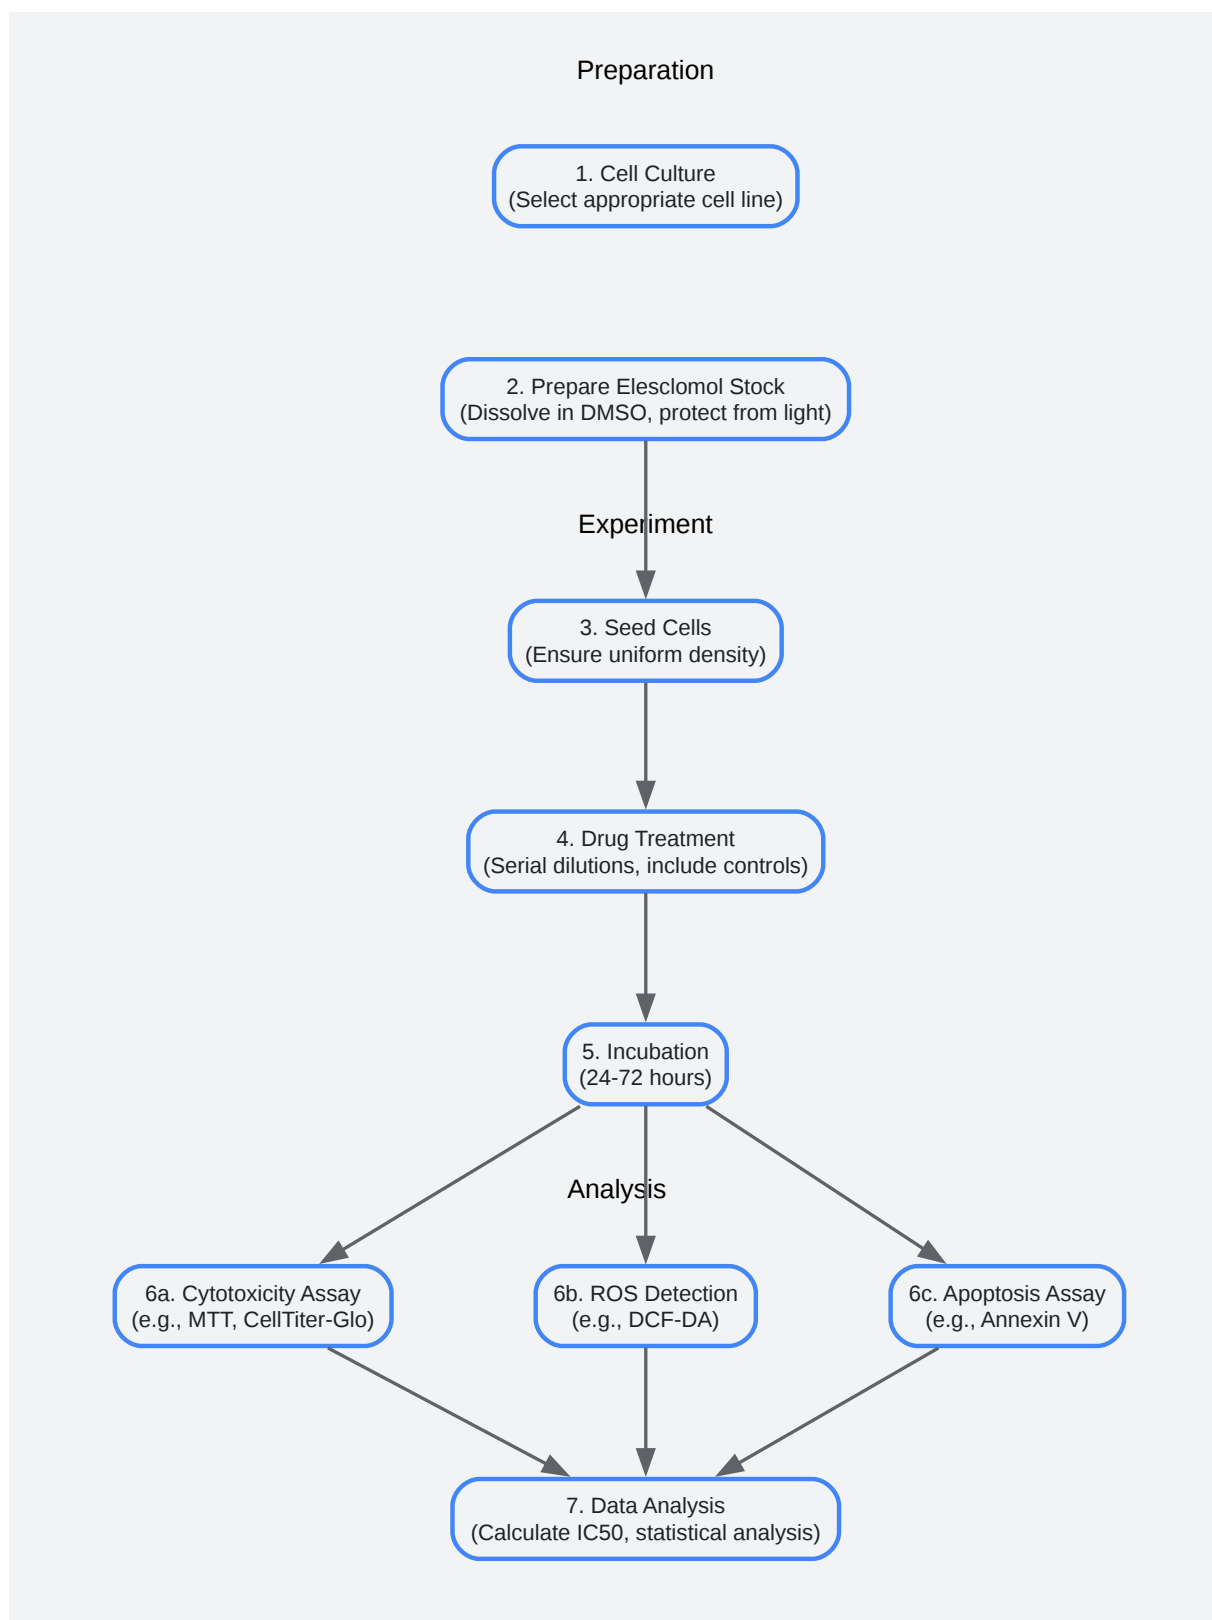 Preparation
1. Cell Culture
(Select appropriate cell line)
2. Prepare Elesclomol Stock
(Dissolve in DMSO, protect from light)
Experiment
3. Seed Cells
(Ensure uniform density)
4. Drug Treatment
(Serial dilutions, include controls)
5. Incubation
(24-72 hours)
Analysis
6a. Cytotoxicity Assay
(e.g., MTT, CellTiter-Glo)
6b. ROS Detection
(e.g., DCF-DA)
6c. Apoptosis Assay
(e.g., Annexin V)
7. Data Analysis
(Calculate IC50, statistical analysis)